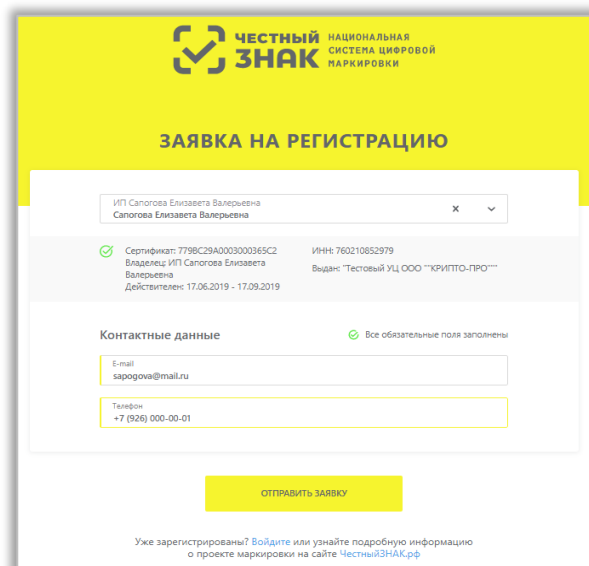 ЧЕСТНЫЙ
ЗНАК
НАЦИОНАЛЬНАЯ
СИСТЕМА ЦИФРОВОЙ
МАРКИРОВКИ
ЗАЯВКА НА РЕГИСТРАЦИЮ
ИП Сапогова Елизавета Валерьевна
Сапогова Елизавета Валерьевна
Сертификат: 779BC29A0003000365C2
Владелец: ИП Сапогова Елизавета
Валерьевна
Действителен: 17.06.2019 - 17.09.2019
ИНН: 760210852979
Выдан: "Тестовый УЦ ООО ""КРИПТО-ПРО"""
Контактные данные
Все обязательные поля заполнены
E-mail
sapogova@mail.ru
Телефон
+7 (926) 000-00-01
ОТПРАВИТЬ ЗАЯВКУ
Уже зарегистрированы? Войдите или узнайте подробную информацию
о проекте маркировки на сайте ЧестныйЗНАК.рф